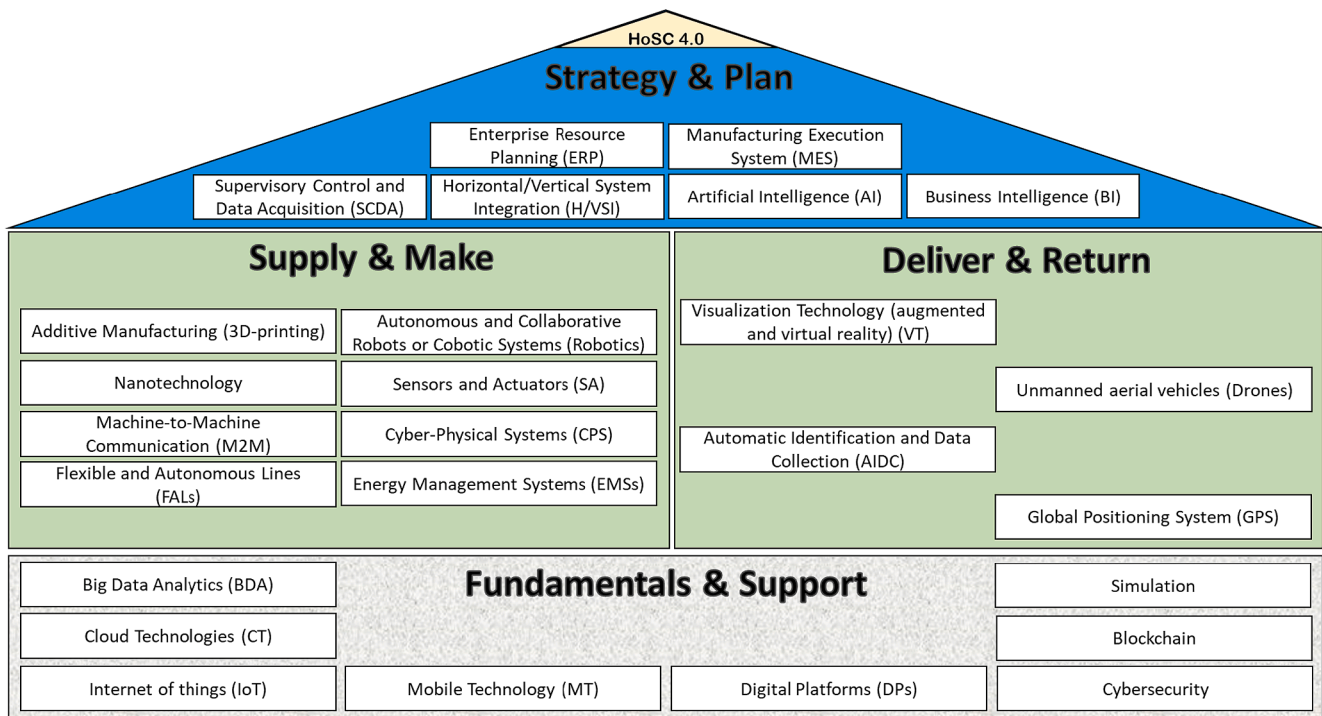 HoSC 4.0
Strategy & Plan
Enterprise Resource
Planning (ERP)
Manufacturing Execution
System (MES)
Supervisory Control and
Data Acquisition (SCDA)
Horizontal/Vertical System
Integration (H/VSI)
Artificial Intelligence (AI)
Business Intelligence (BI)
Supply & Make
Additive Manufacturing (3D-printing)
Autonomous and Collaborative
Robots or Cobotic Systems (Robotics)
Nanotechnology
Sensors and Actuators (SA)
Machine-to-Machine
Communication (M2M)
Cyber-Physical Systems (CPS)
Flexible and Autonomous Lines
(FALs)
Energy Management Systems (EMSs)
Deliver & Return
Visualization Technology (augmented
and virtual reality) (VT)
Unmanned aerial vehicles (Drones)
Automatic Identification and Data
Collection (AIDC)
Global Positioning System (GPS)
Fundamentals & Support
Big Data Analytics (BDA)
Simulation
Cloud Technologies (CT)
Blockchain
Internet of things (IoT)
Mobile Technology (MT)
Digital Platforms (DPs)
Cybersecurity